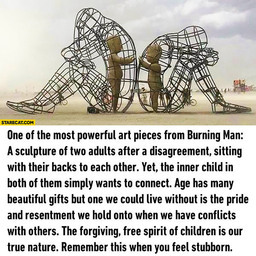 STARECAT.COM
One of the most powerful art pieces from Burning Man:
A sculpture of two adults after a disagreement, sitting
with their backs to each other. Yet, the inner child in
both of them simply wants to connect. Age has many
beautiful gifts but one we could live without is the pride
and resentment we hold onto when we have conflicts
with others. The forgiving, free spirit of children is our
true nature. Remember this when you feel stubborn.